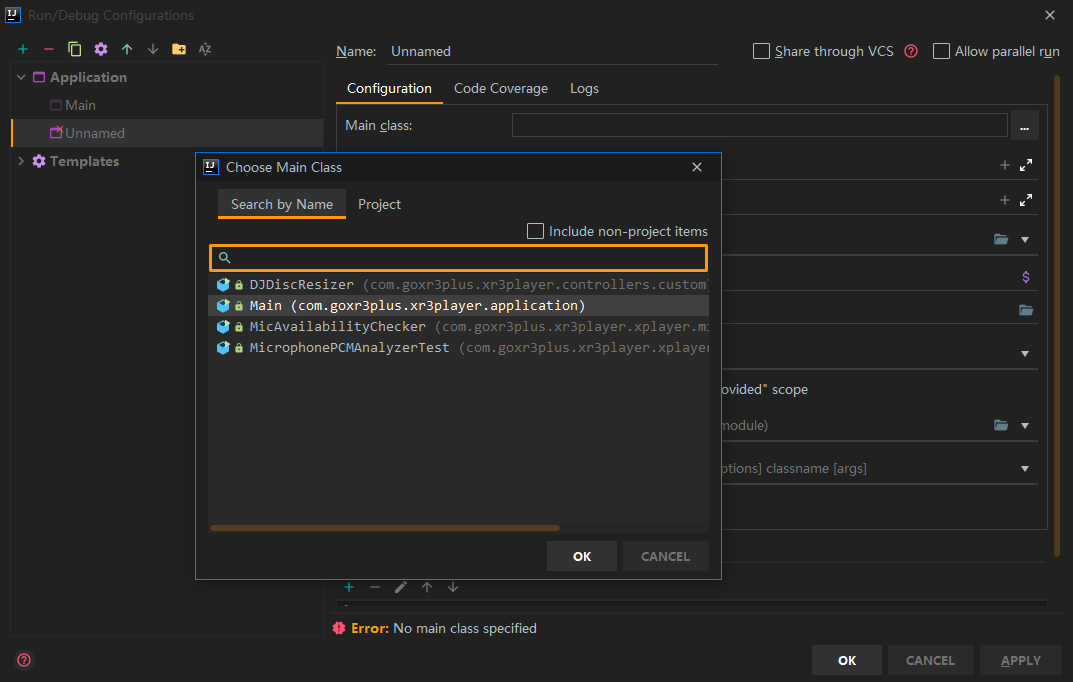 Run/Debug Configurations
Name: Unnamed
Share through VCS
Allow parallel run
Application
Main
Unnamed
Templates
Configuration
Code Coverage
Logs
Main class:
...
Choose Main Class
Search by Name
Project
Include non-project items
DJDiscResizer (com.goxr3plus.xr3player.controllers.custom)
Main (com.goxr3plus.xr3player.application)
MicAvailabilityChecker (com.goxr3plus.xr3player.xplayer.mi
MicrophonePCMAnalyzerTest (com.goxr3plus.xr3player.xplayer
$
ovided" scope
module)
ptions] classname [args]
OK
CANCEL
Error: No main class specified
OK
CANCEL
APPLY